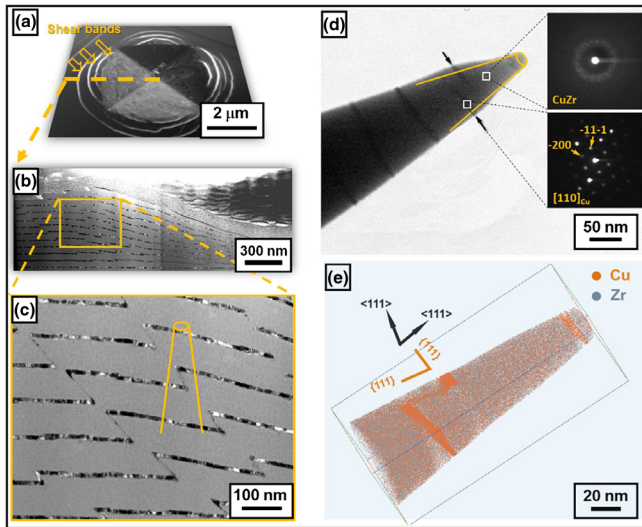 (a)
Shear bands
2 μm
(b)
300 nm
(c)
100 nm
(d)
CuZr
-11-1
-200
[110]Cu
50 nm
(e)
Cu
Zr
<111>
<111>
{111}
{111}
20 nm